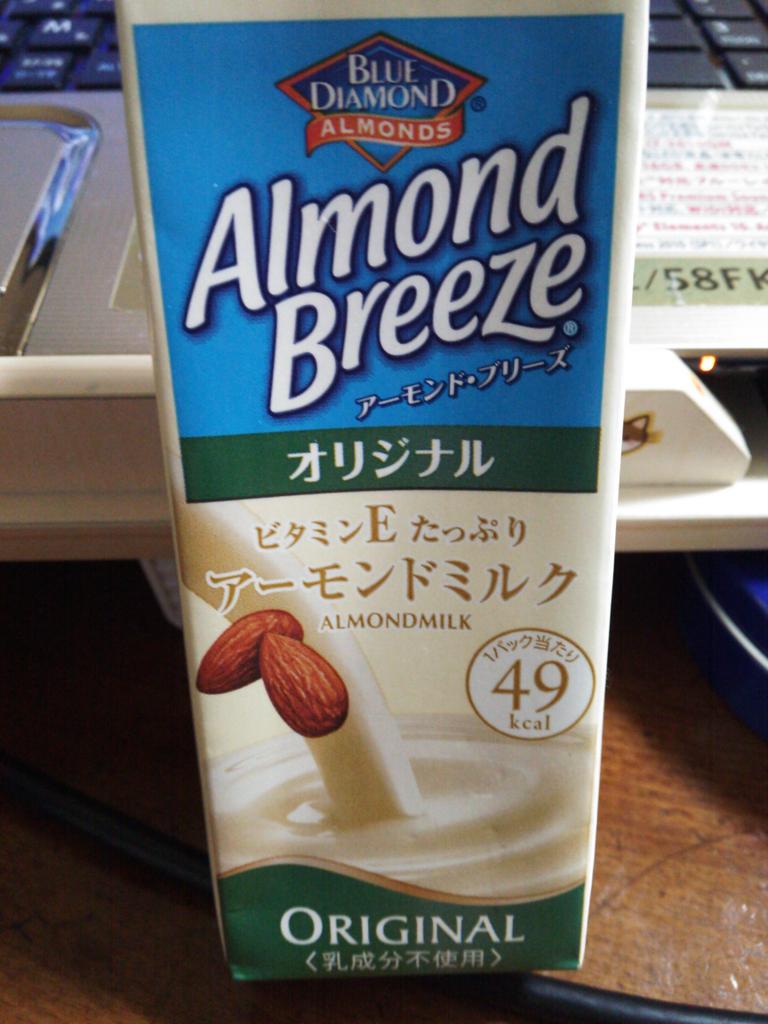 BLUE
DIAMOND®
ALMONDS
Almond
Breeze®
アーモンド・ブリーズ
オリジナル
ビタミンE たっぷり
アーモンドミルク
ALMONDMILK
1パック当たり
49
kcal
ORIGINAL
〈乳成分不使用〉
/58FK